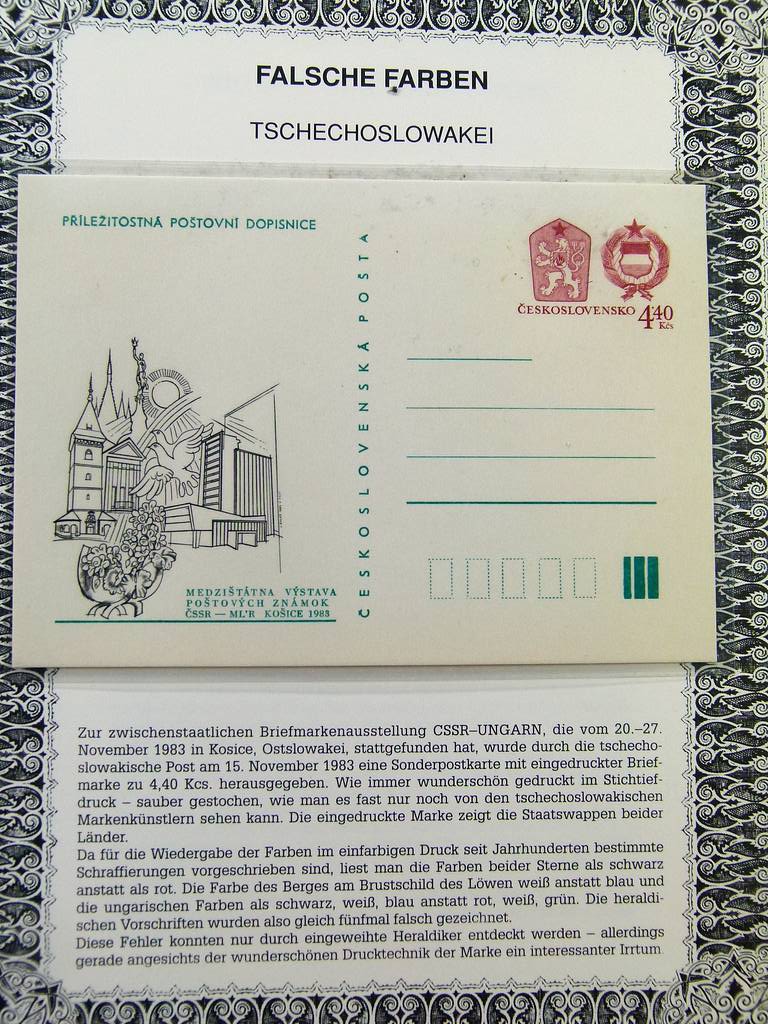 FALSCHE FARBEN
TSCHECHOSLOWAKEI
PŘÍLEŽITOSTNÁ POŠTOVNÍ DOPISNICE
ČESKOSLOVENSKÁ POSTA
ČESKOSLOVENSKO 4.40
Kčs
MEDZIŠTÁTNA VÝSTAVA
POŠTOVÝCH ZNÁMOK
ČSSR — ML'R KOŠICE 1983
Zur zwischenstaatlichen Briefmarkenausstellung CSSR–UNGARN, die vom 20.–27.
November 1983 in Kosice, Ostslowakei, stattgefunden hat, wurde durch die tschecho-
slowakische Post am 15. November 1983 eine Sonderpostkarte mit eingedruckter Brief-
marke zu 4,40 Kcs. herausgegeben. Wie immer wunderschön gedruckt im Stichtief-
druck – sauber gestochen, wie man es fast nur noch von den tschechoslowakischen
Markenkünstlern sehen kann. Die eingedruckte Marke zeigt die Staatswappen beider
Länder.
Da für die Wiedergabe der Farben im einfarbigen Druck seit Jahrhunderten bestimmte
Schraffierungen vorgeschrieben sind, liest man die Farben beider Sterne als schwarz
anstatt als rot. Die Farbe des Berges am Brustschild des Löwen weiß anstatt blau und
die ungarischen Farben als schwarz, weiß, blau anstatt rot, weiß, grün. Die heraldi-
schen Vorschriften wurden also gleich fünfmal falsch gezeichnet.
Diese Fehler konnten nur durch eingeweihte Heraldiker entdeckt werden – allerdings
gerade angesichts der wunderschönen Drucktechnik der Marke ein interessanter Irrtum